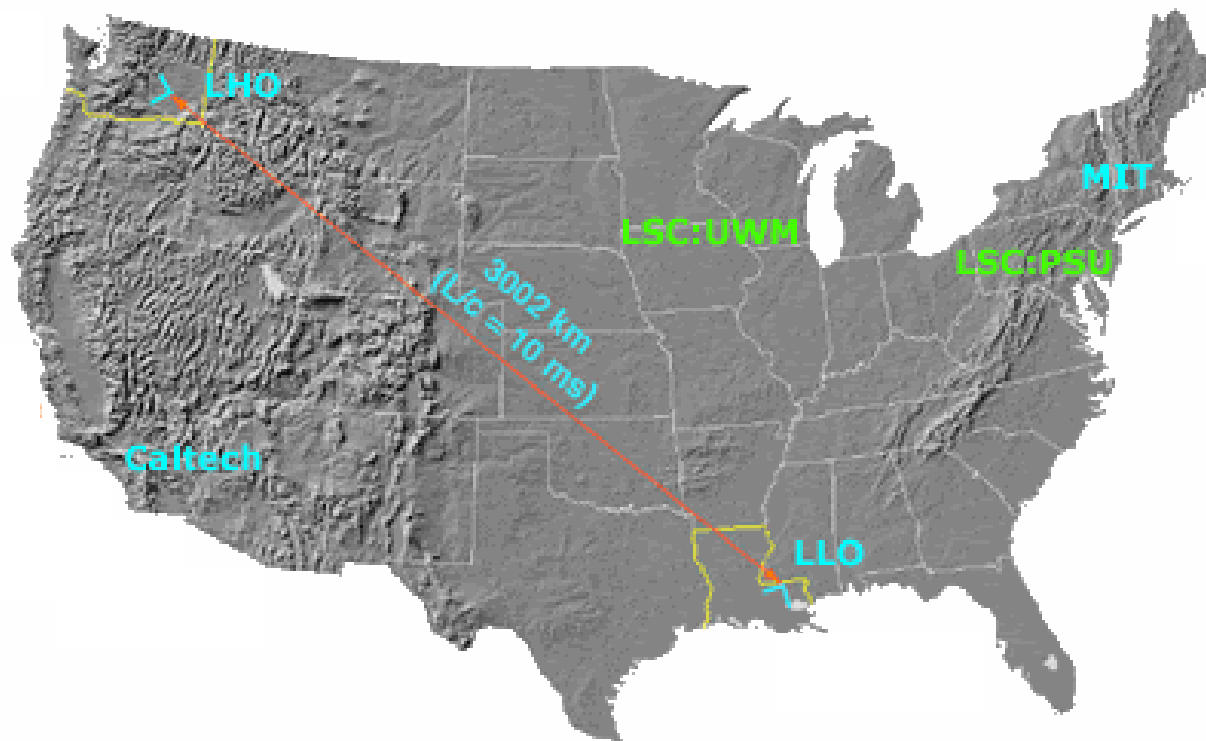 LHO
MIT
LSC:UWM
LSC:PSU
3002 km
(L/c = 10 ms)
Caltech
LLO